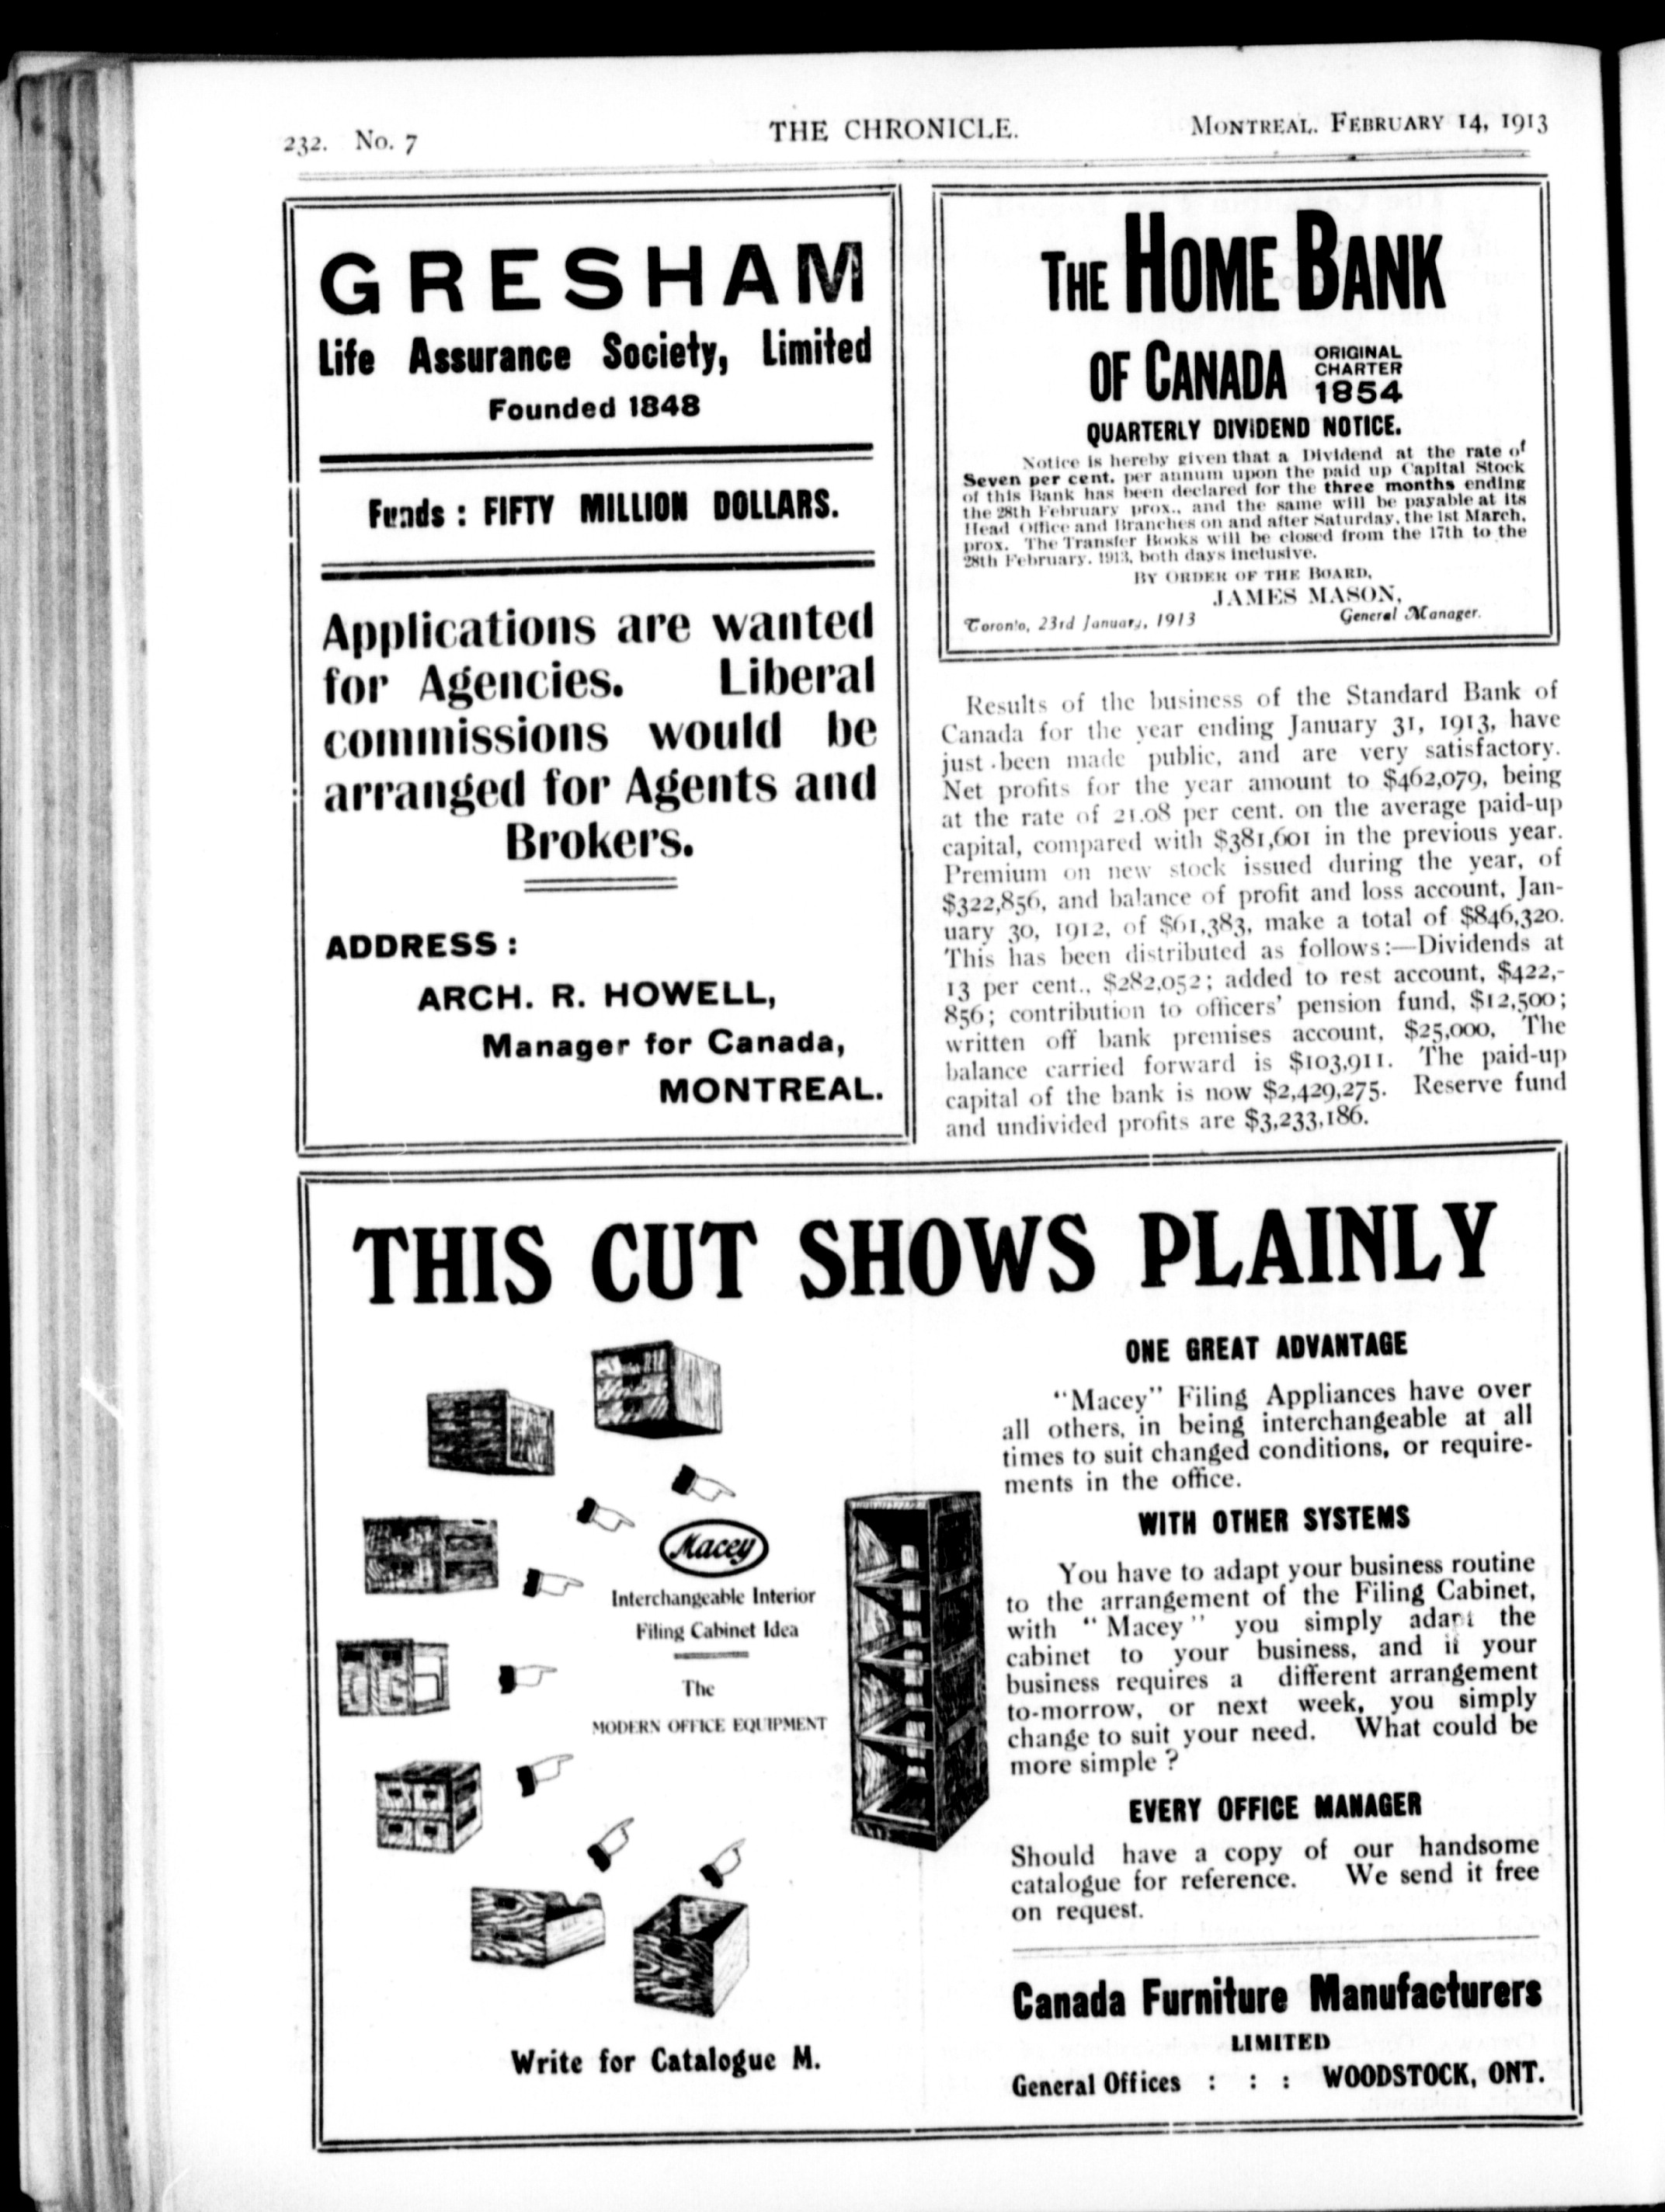 232. No. 7
THE CHRONICLE.
MONTREAL, FEBRUARY 14, 1913
GRESHAM
Life Assurance Society, Limited
Founded 1848
Funds : FIFTY MILLION DOLLARS.
Applications are wanted
for Agencies. Liberal
commissions would be
arranged for Agents and
Brokers.
ADDRESS :
ARCH. R. HOWELL,
Manager for Canada,
MONTREAL.
THE HOME BANK
OF CANADA
ORIGINAL
CHARTER
1854
QUARTERLY DIVIDEND NOTICE.
Notice is hereby given that a Dividend at the rate of
Seven per cent. per annum upon the paid up Capital Stock
of this Bank has been declared for the three months ending
the 28th February prox., and the same will be payable at its
Head Office and Branches on and after Saturday, the 1st March,
prox. The Transfer Books will be closed from the 17th to the
28th February, 1913, both days inclusive.
BY ORDER OF THE BOARD,
JAMES MASON,
Toronto, 23rd January, 1913
General Manager.
Results of the business of the Standard Bank of
Canada for the year ending January 31, 1913, have
just been made public, and are very satisfactory.
Net profits for the year amount to $462,079, being
at the rate of 21.08 per cent. on the average paid-up
capital, compared with $381,601 in the previous year.
Premium on new stock issued during the year, of
$322,856, and balance of profit and loss account, Jan-
uary 30, 1912, of $61,383, make a total of $846,320.
This has been distributed as follows:—Dividends at
13 per cent., $282,052; added to rest account, $422,-
856; contribution to officers' pension fund, $12,500;
written off bank premises account, $25,000, The
balance carried forward is $103,911. The paid-up
capital of the bank is now $2,429,275. Reserve fund
and undivided profits are $3,233,186.
THIS CUT SHOWS PLAINLY
Macey
Interchangeable Interior
Filing Cabinet Idea
The
MODERN OFFICE EQUIPMENT
Write for Catalogue M.
ONE GREAT ADVANTAGE
"Macey" Filing Appliances have over
all others, in being interchangeable at all
times to suit changed conditions, or require-
ments in the office.
WITH OTHER SYSTEMS
You have to adapt your business routine
to the arrangement of the Filing Cabinet,
with "Macey" you simply adapt the
cabinet to your business, and if your
business requires a different arrangement
to-morrow, or next week, you simply
change to suit your need. What could be
more simple ?
EVERY OFFICE MANAGER
Should have a copy of our handsome
catalogue for reference. We send it free
on request.
Canada Furniture Manufacturers
LIMITED
General Offices : : : WOODSTOCK, ONT.